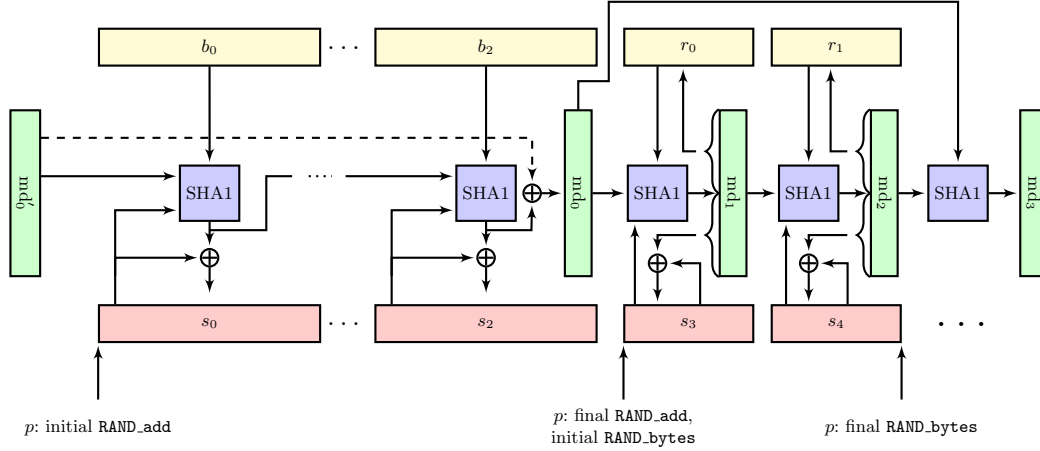 b₀ ··· b₂ r₀ r₁
md′₀ SHA1 ····· SHA1 md₀ SHA1 md₁ SHA1 md₂ SHA1 md₃
s₀ ··· s₂ s₃ s₄ ···
p: initial RAND_add
p: final RAND_add,
initial RAND_bytes
p: final RAND_bytes